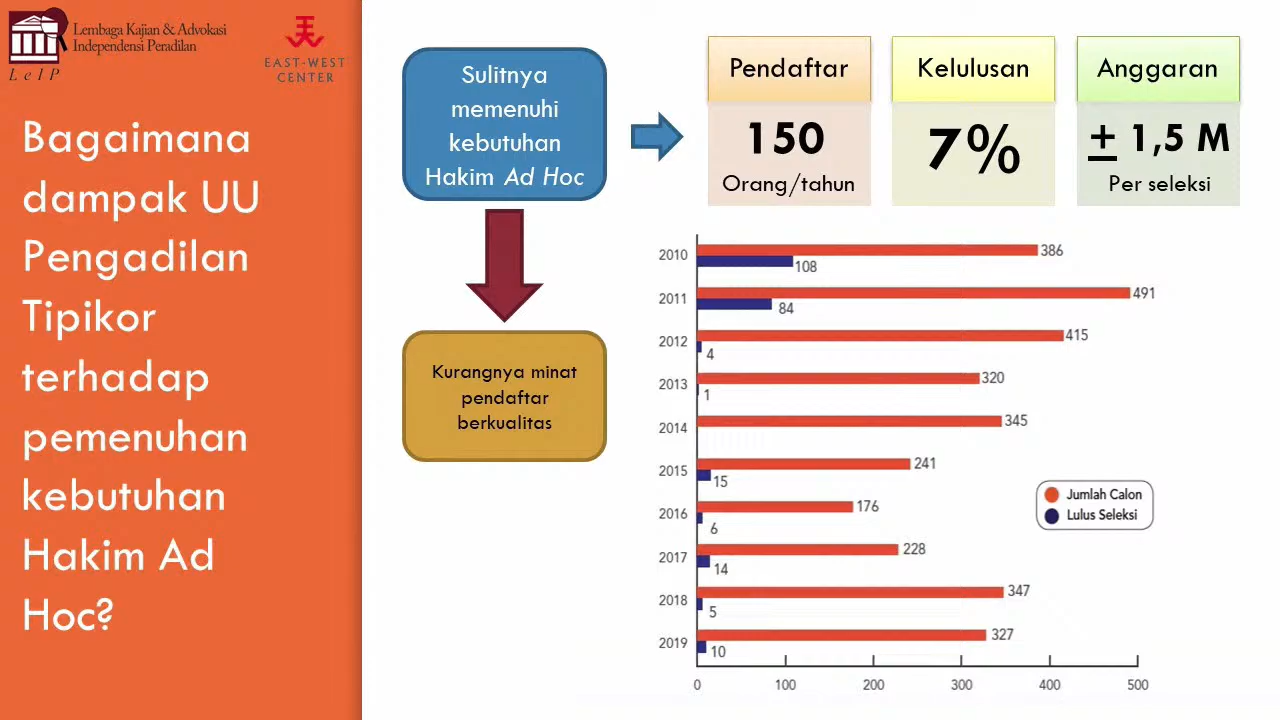 Lembaga Kajian & Advokasi
Independensi Peradilan
LeIP
EAST-WEST
CENTER
Bagaimana
dampak UU
Pengadilan
Tipikor
terhadap
pemenuhan
kebutuhan
Hakim Ad
Hoc?
Sulitnya
memenuhi
kebutuhan
Hakim Ad Hoc
Kurangnya minat
pendaftar
berkualitas
Pendaftar
150
Orang/tahun
Kelulusan
7%
Anggaran
± 1,5 M
Per seleksi
2010
386
108
2011
491
84
2012
415
4
2013
320
1
2014
345
2015
241
15
2016
176
6
2017
228
14
2018
347
5
2019
327
10
Jumlah Calon
Lulus Seleksi
0 100 200 300 400 500